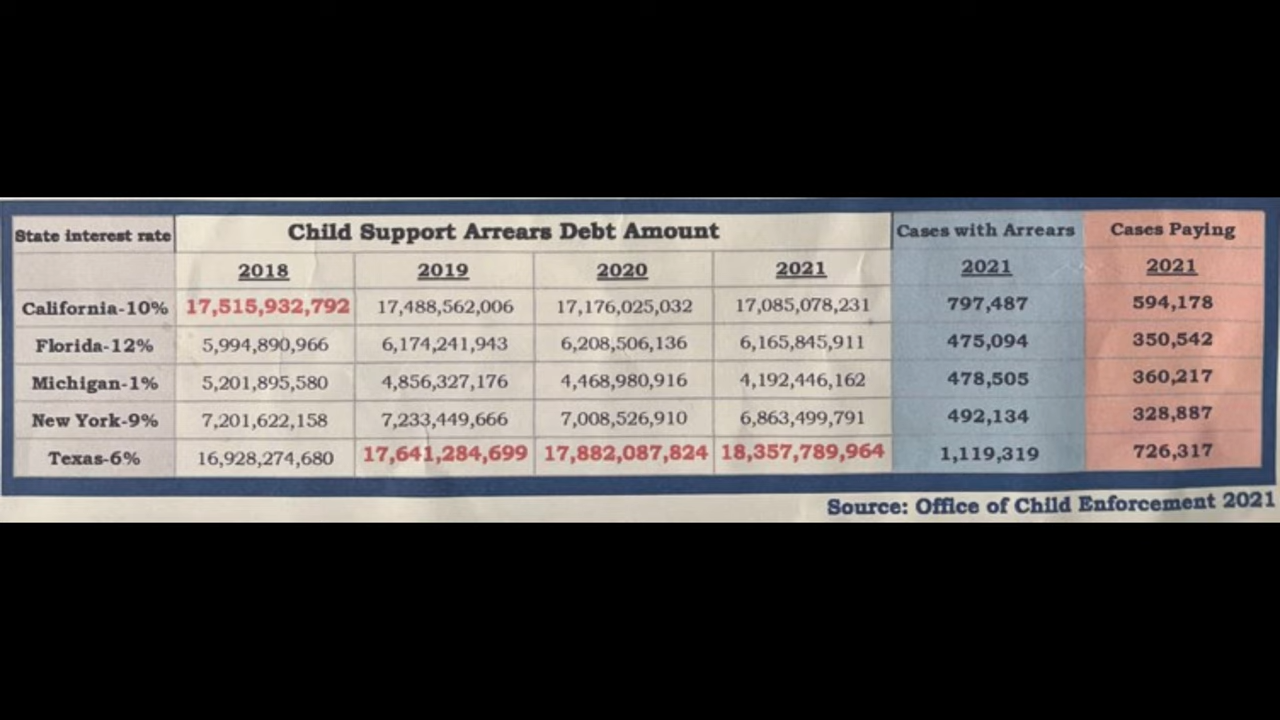 State interest rate Child Support Arrears Debt Amount Cases with Arrears Cases Paying
2018 2019 2020 2021 2021 2021
California-10% 17,515,932,792 17,488,562,006 17,176,025,032 17,085,078,231 797,487 594,178
Florida-12% 5,994,890,966 6,174,241,943 6,208,506,136 6,165,845,911 475,094 350,542
Michigan-1% 5,201,895,580 4,856,327,176 4,468,980,916 4,192,446,162 478,505 360,217
New York-9% 7,201,622,158 7,233,449,666 7,008,526,910 6,863,499,791 492,134 328,887
Texas-6% 16,928,274,680 17,641,284,699 17,882,087,824 18,357,789,964 1,119,319 726,317
Source: Office of Child Enforcement 2021